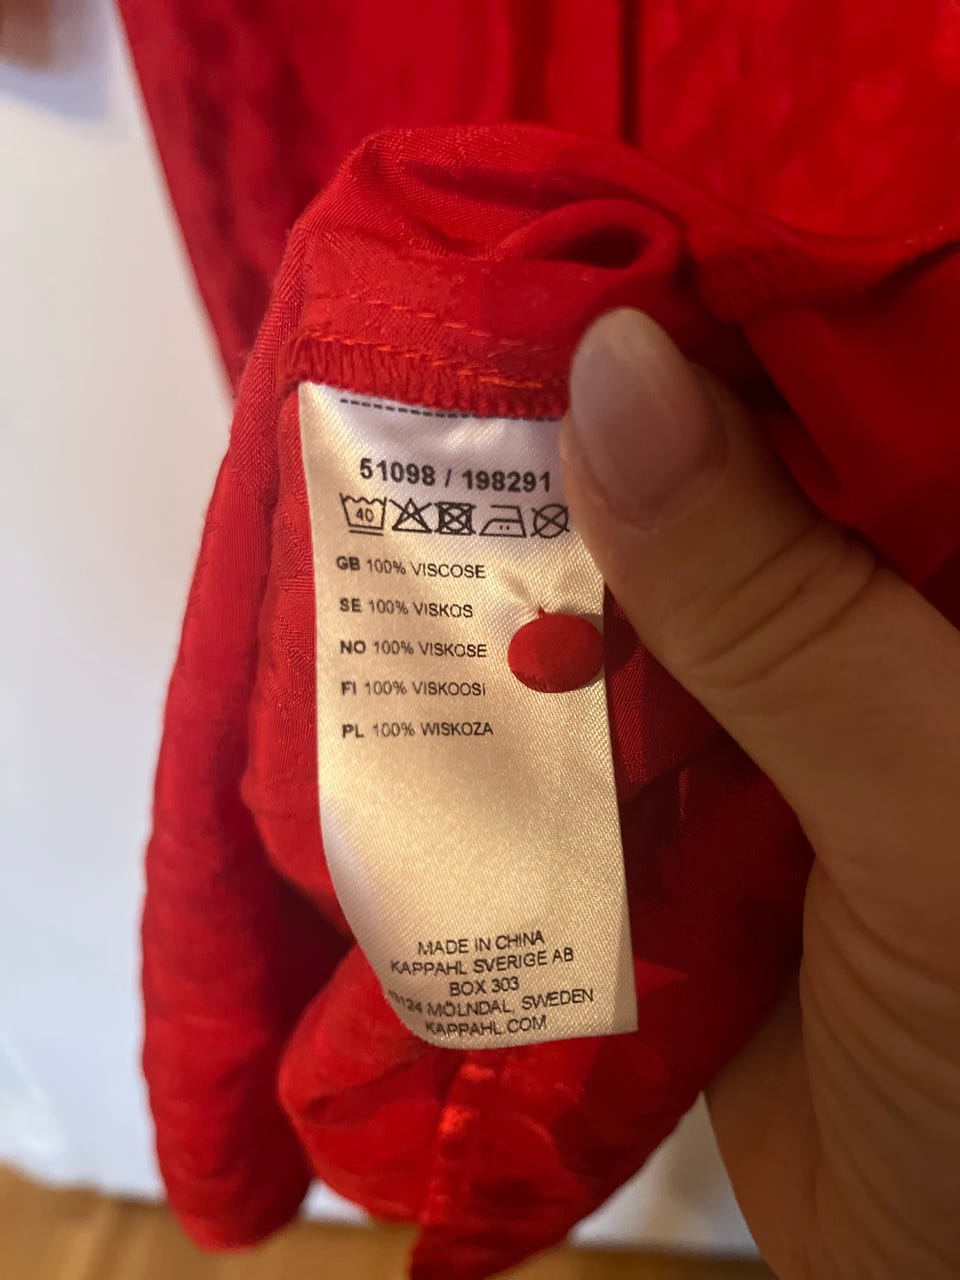 51098 / 198291
40
GB 100% VISCOSE
SE 100% VISKOS
NO 100% VISKOSE
FI 100% VISKOOSI
PL 100% WISKOZA
MADE IN CHINA
KAPPAHL SVERIGE AB
BOX 303
MÖLNDAL, SWEDEN
KAPPAHL.COM